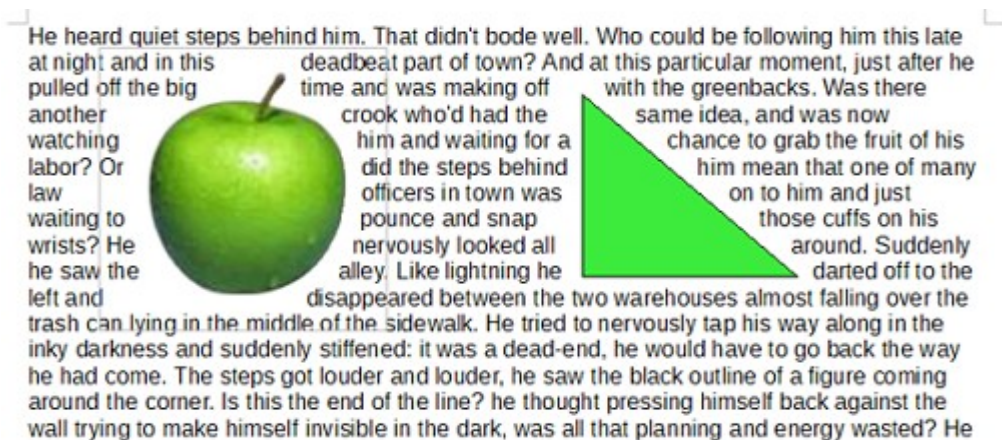 He heard quiet steps behind him. That didn't bode well. Who could be following him this late
at night and in this deadbeat part of town? And at this particular moment, just after he
pulled off the big time and was making off with the greenbacks. Was there
another crook who'd had the same idea, and was now
watching him and waiting for a chance to grab the fruit of his
labor? Or did the steps behind him mean that one of many
law officers in town was on to him and just
waiting to pounce and snap those cuffs on his
wrists? He nervously looked all around. Suddenly
he saw the alley. Like lightning he darted off to the
left and disappeared between the two warehouses almost falling over the
trash can lying in the middle of the sidewalk. He tried to nervously tap his way along in the
inky darkness and suddenly stiffened: it was a dead-end, he would have to go back the way
he had come. The steps got louder and louder, he saw the black outline of a figure coming
around the corner. Is this the end of the line? he thought pressing himself back against the
wall trying to make himself invisible in the dark, was all that planning and energy wasted? He